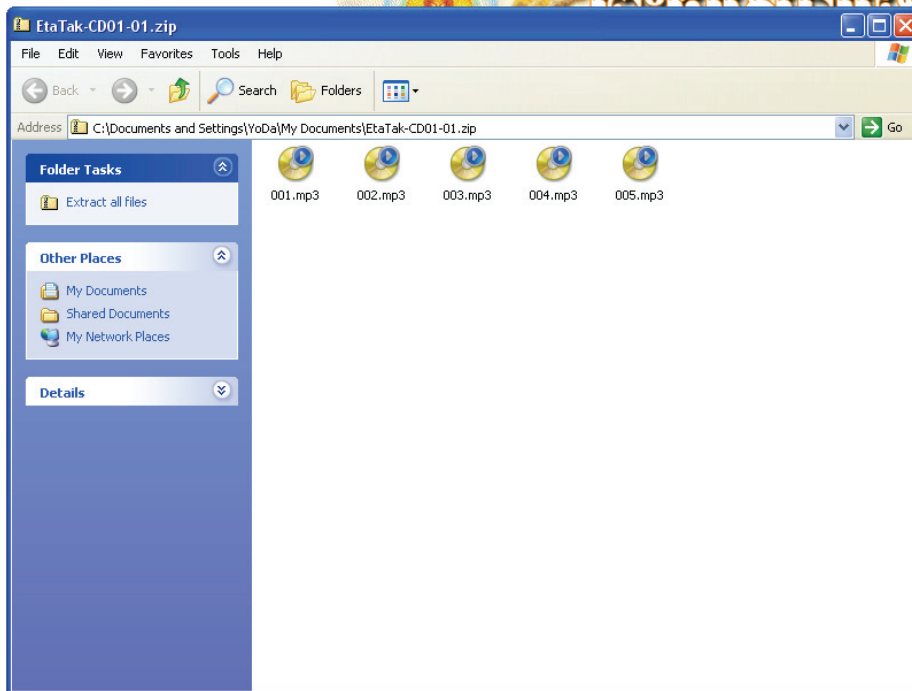 EtaTak-CD01-01.zip
File Edit View Favorites Tools Help
Back Search Folders
Address C:\Documents and Settings\YoDa\My Documents\EtaTak-CD01-01.zip Go
Folder Tasks
Extract all files
Other Places
My Documents
Shared Documents
My Network Places
Details
001.mp3 002.mp3 003.mp3 004.mp3 005.mp3